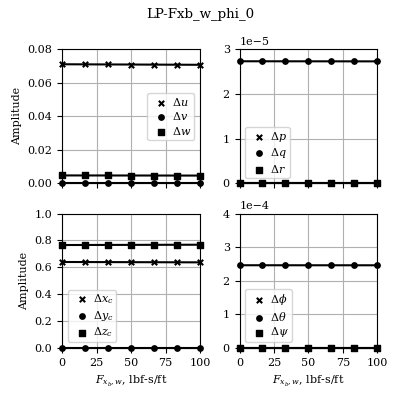 LP-Fxb_w_phi_0
1e−5
0.08
0.06
0.04
0.02
0.00
Amplitude
Δu
Δv
Δw
3
2
1
0
Δp
Δq
Δr
1e−4
1.0
0.8
0.6
0.4
0.2
0.0
Amplitude
Δx_c
Δy_c
Δz_c
0 25 50 75 100
F_{x_b,w}, lbf-s/ft
4
3
2
1
0
Δϕ
Δθ
Δψ
0 25 50 75 100
F_{x_b,w}, lbf-s/ft